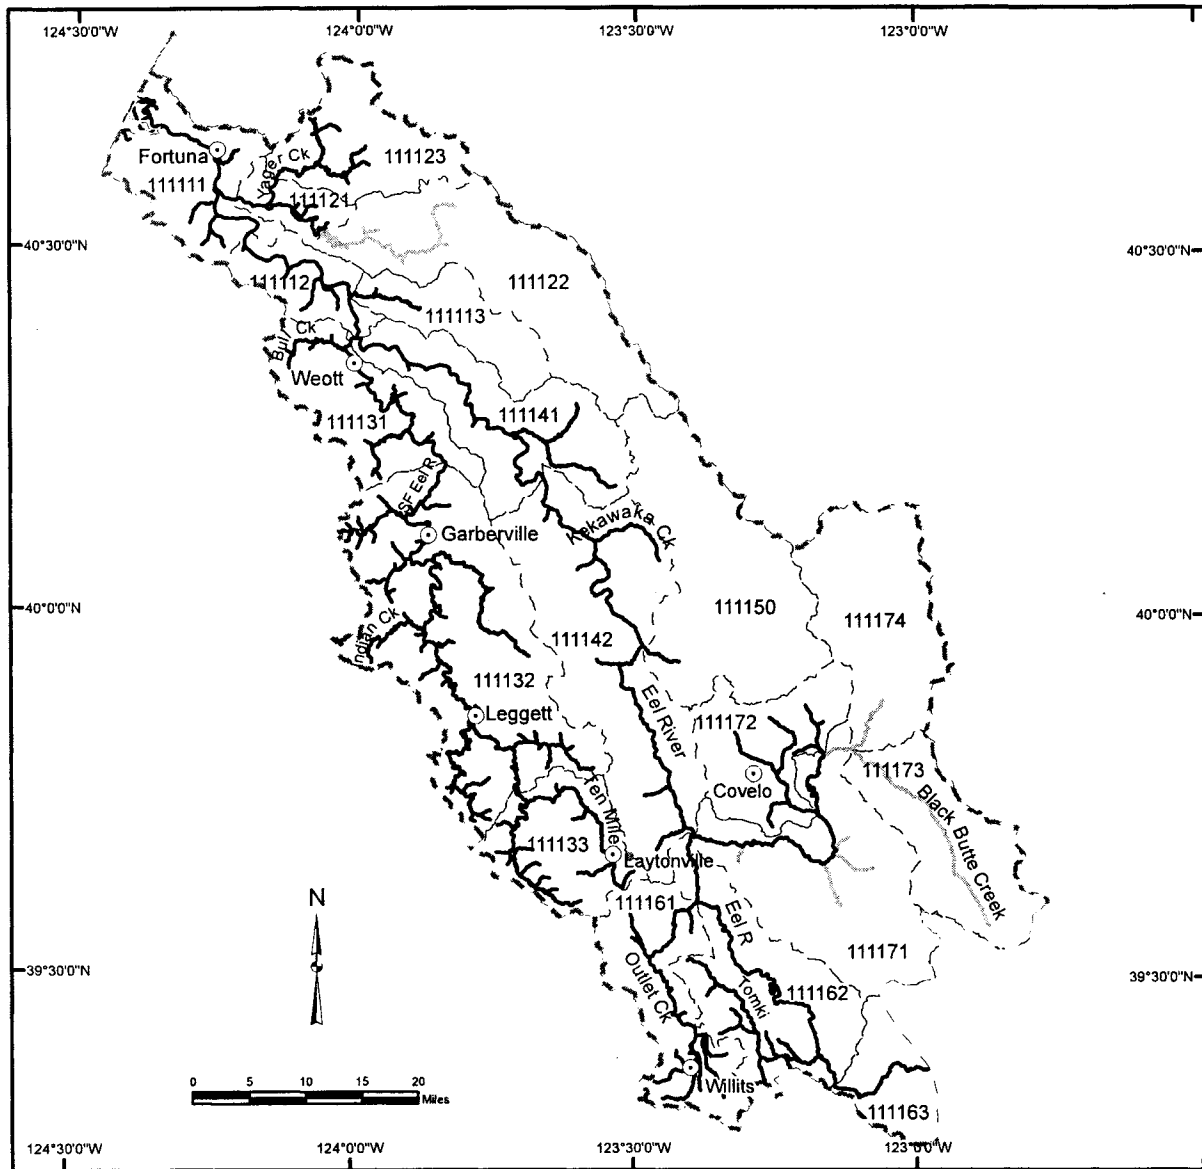 124°30'0"W
124°0'0"W
123°30'0"W
123°0'0"W
Fortuna
Yager Ck
111123
111111
111121
40°30'0"N
40°30'0"N
111112
111122
111113
Bull Ck
Weott
111131
111141
SF Eel R
Kekawaka Ck
Garberville
40°0'0"N
111150
40°0'0"N
111174
Indian Ck
111142
111132
Eel River
Leggett
111172
111173
Covelo
Ten Mile
Black Butte Creek
111133
Laytonville
N
111161
Eel R
111171
39°30'0"N
39°30'0"N
Outlet Ck
Tomki
111162
0 5 10 15 20
Miles
Willits
111163
124°30'0"W
124°0'0"W
123°30'0"W
123°0'0"W